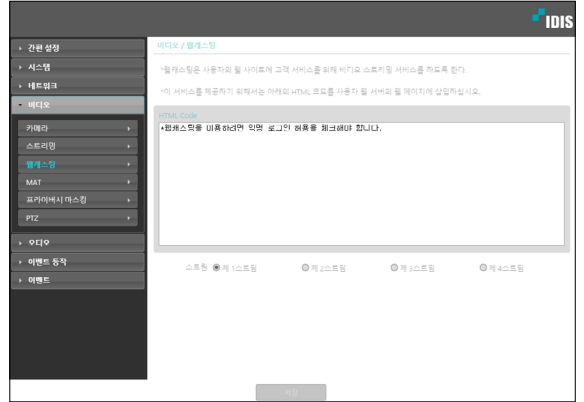 IDIS
간편 설정
시스템
네트워크
비디오
카메라
스트리밍
웹캐스팅
MAT
프라이버시 마스킹
PTZ
오디오
이벤트 동작
이벤트
비디오 / 웹캐스팅
*웹캐스팅은 사용자의 웹 사이트에 고객 서비스를 위해 비디오 스트리밍 서비스를 하도록 한다.
*이 서비스를 제공하기 위해서는 아래의 HTML 코드를 사용자 웹 서버의 웹 페이지에 삽입하십시오.
HTML Code
*웹캐스팅을 이용하려면 익명 로그인 허용을 체크해야 합니다.
스트림 제 1스트림 제 2스트림 제 3스트림 제 4스트림
저장